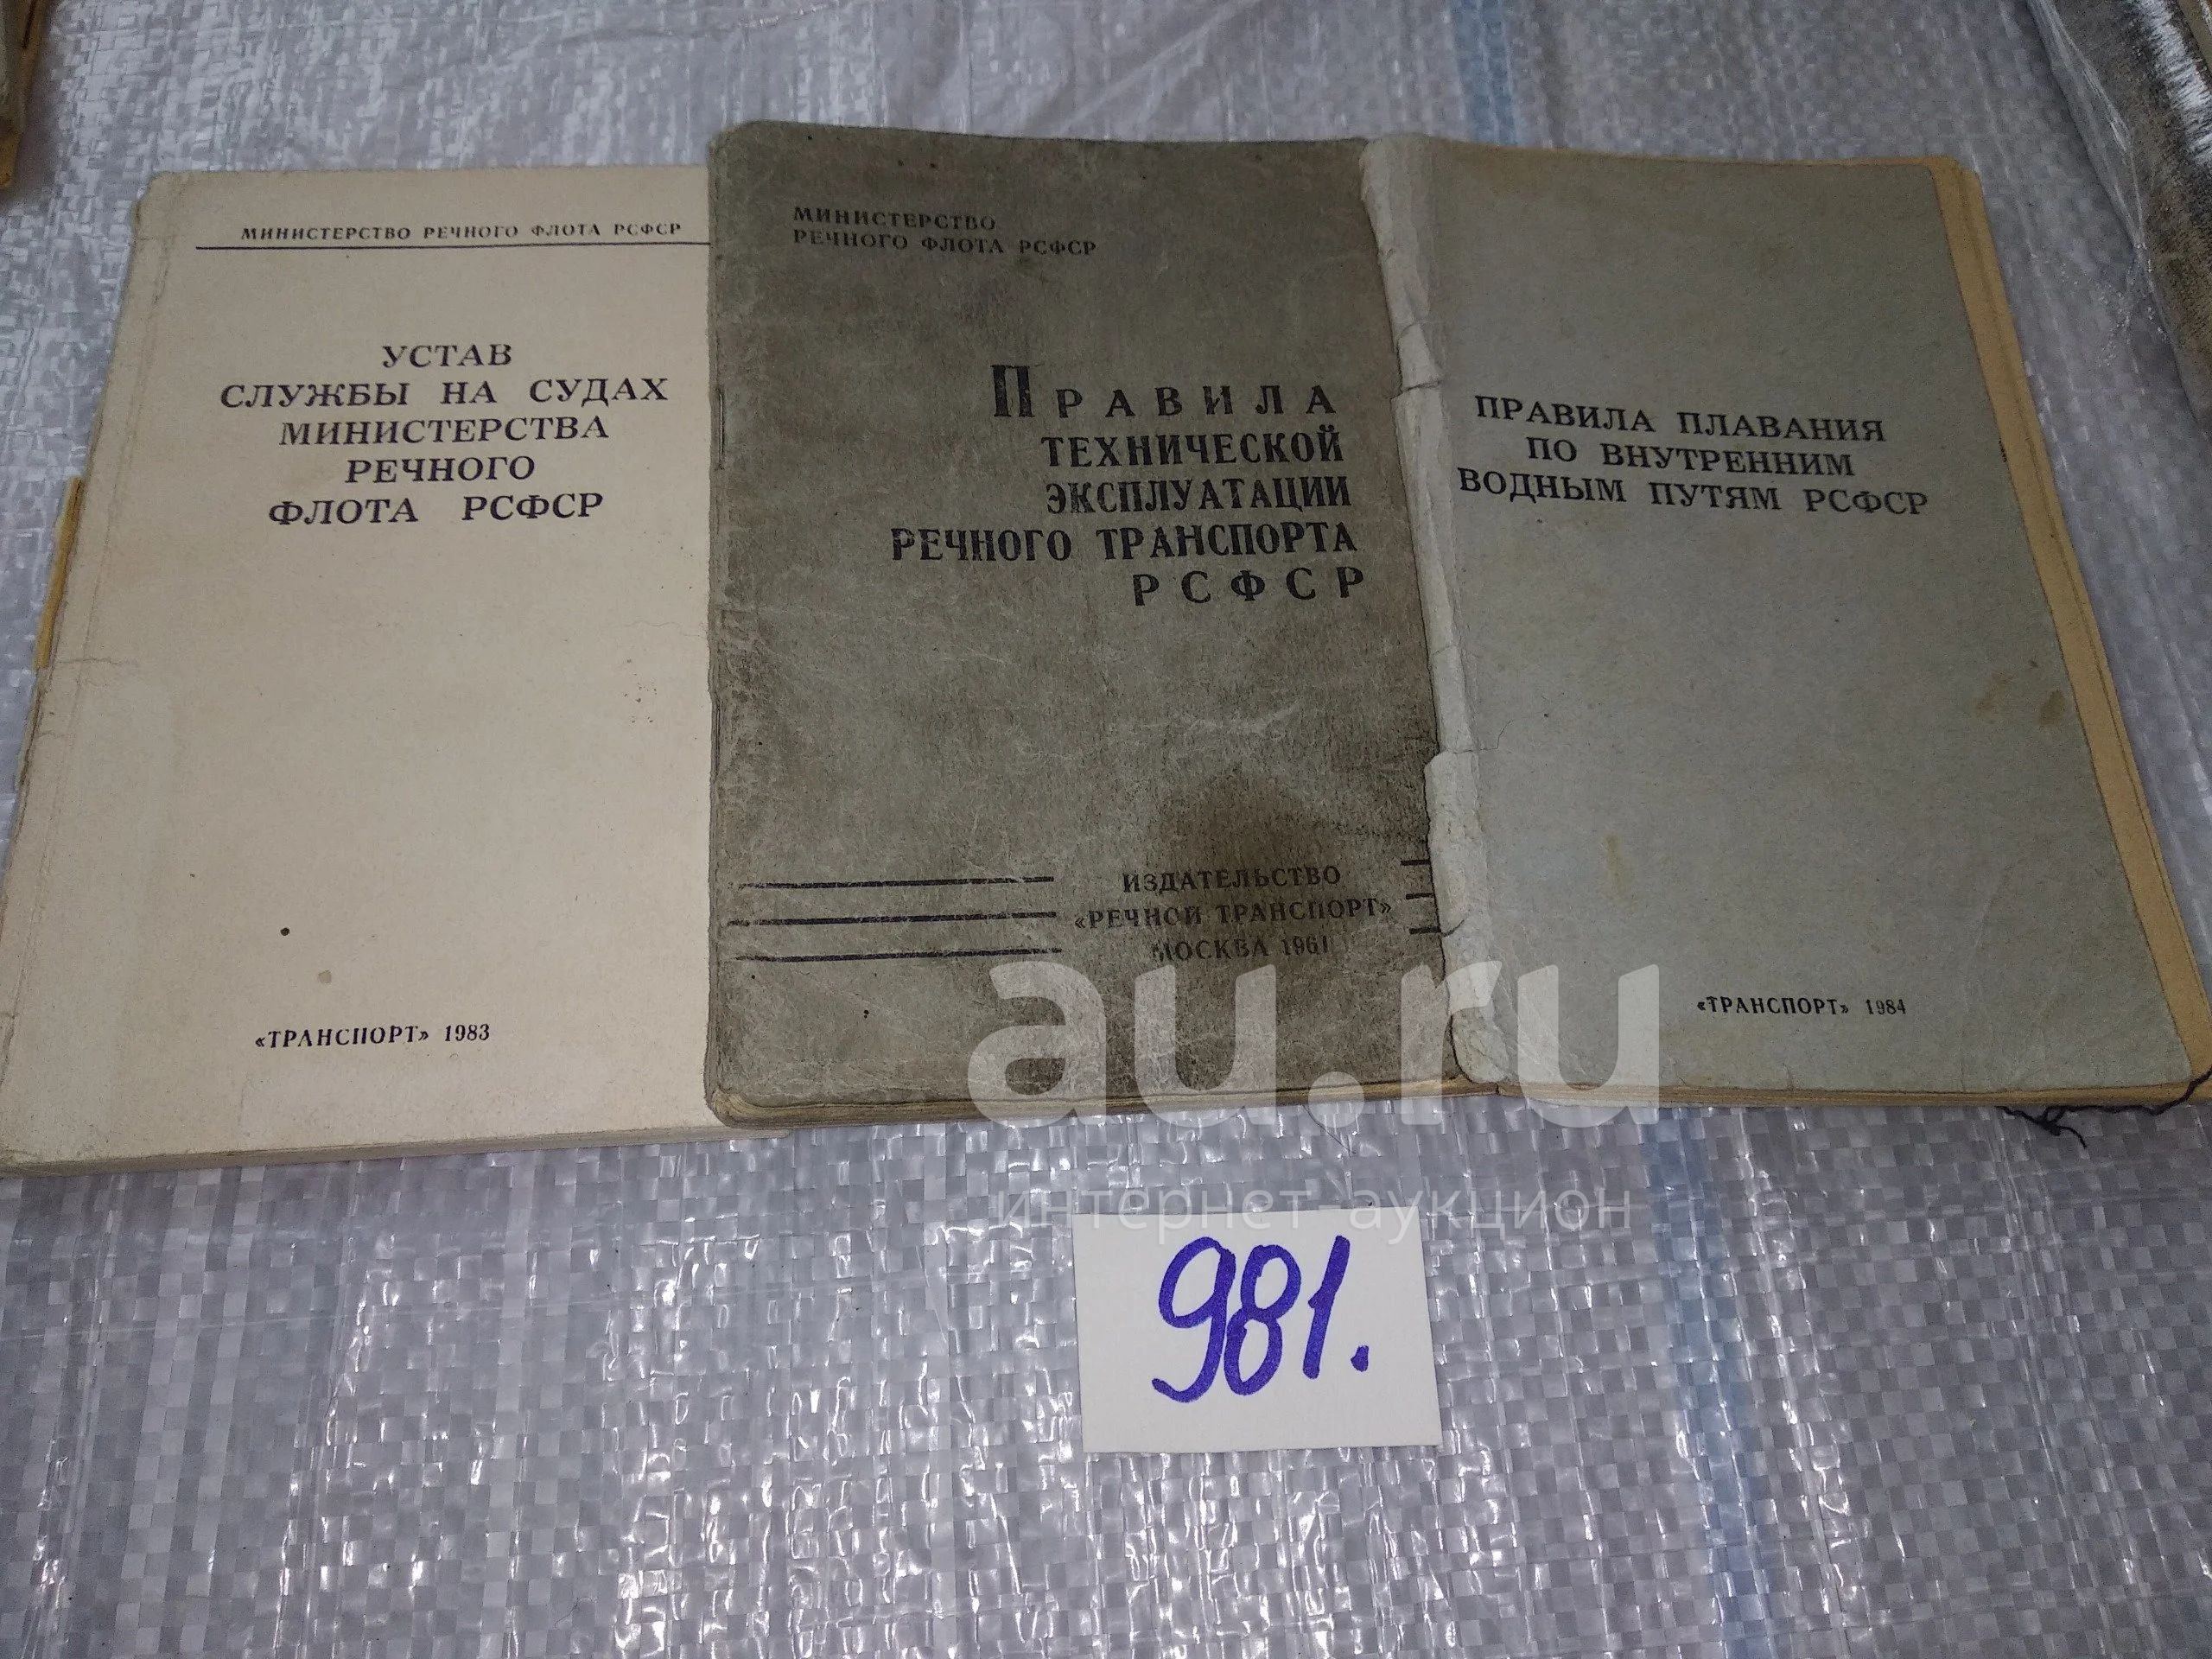 МИНИСТЕРСТВО РЕЧНОГО ФЛОТА РСФСР
УСТАВ
СЛУЖБЫ НА СУДАХ
МИНИСТЕРСТВА
РЕЧНОГО
ФЛОТА РСФСР
«ТРАНСПОРТ» 1983
МИНИСТЕРСТВО
РЕЧНОГО ФЛОТА РСФСР
ПРАВИЛА
ТЕХНИЧЕСКОЙ
ЭКСПЛУАТАЦИИ
РЕЧНОГО ТРАНСПОРТА
РСФСР
ИЗДАТЕЛЬСТВО
«РЕЧНОЙ ТРАНСПОРТ»
МОСКВА 1961
ПРАВИЛА ПЛАВАНИЯ
ПО ВНУТРЕННИМ
ВОДНЫМ ПУТЯМ РСФСР
«ТРАНСПОРТ» 1984
au.ru
интернет-аукцион
981.